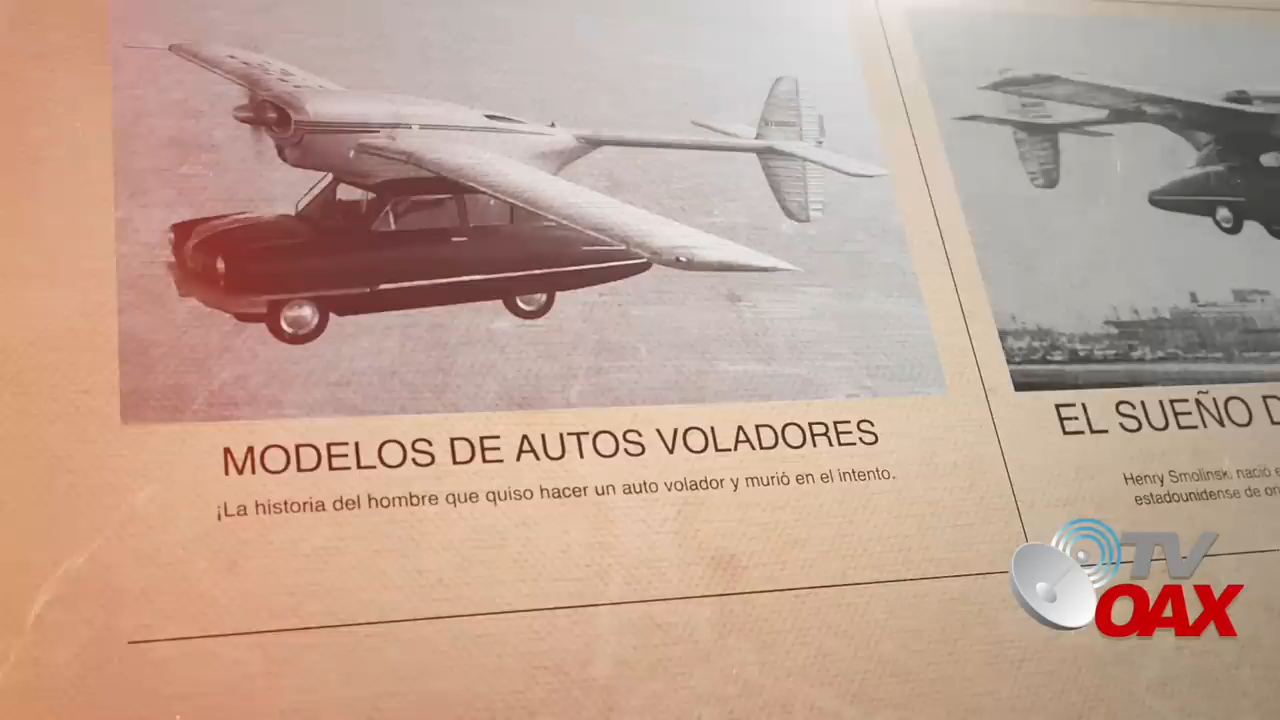 MODELOS DE AUTOS VOLADORES
¡La historia del hombre que quiso hacer un auto volador y murió en el intento.
EL SUEÑO D
Henry Smolinski nació e
estadounidense de or
TV
OAX